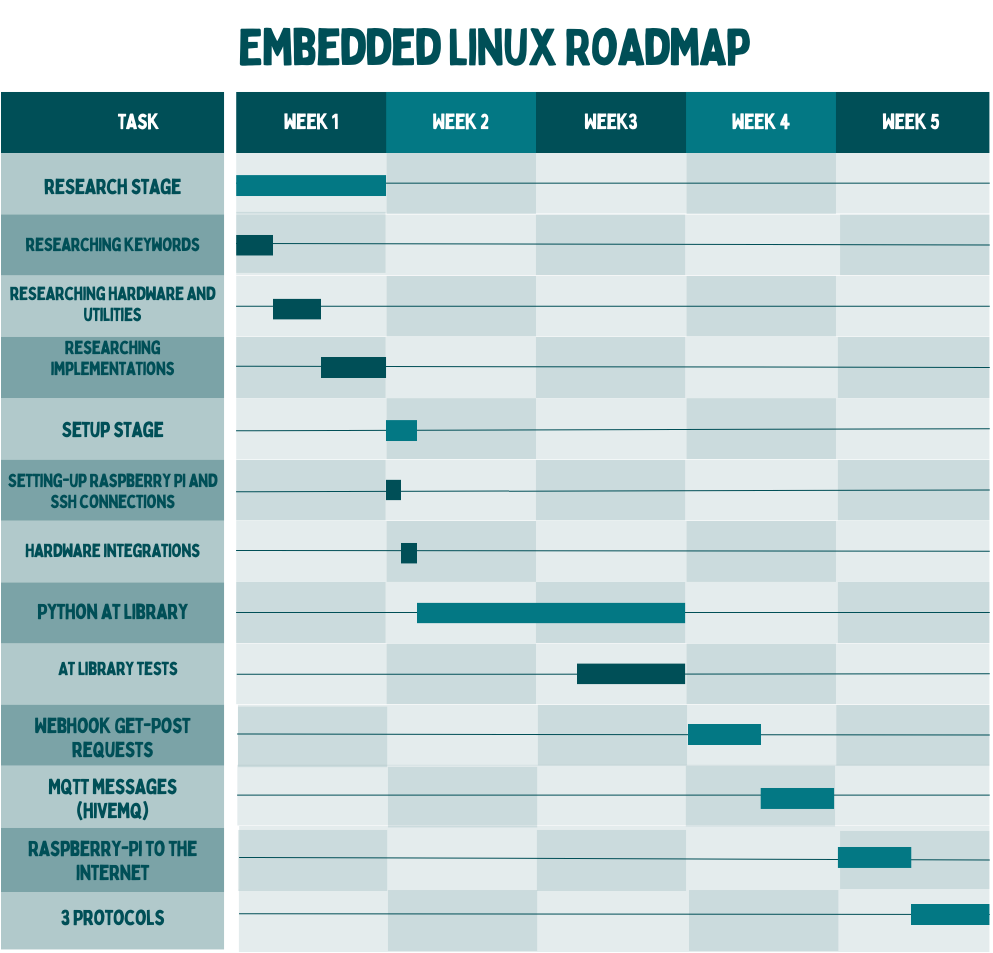 EMBEDDED LINUX ROADMAP
TASK
WEEK 1
WEEK 2
WEEK3
WEEK 4
WEEK 5
RESEARCH STAGE
RESEARCHING KEYWORDS
RESEARCHING HARDWARE AND
UTILITIES
RESEARCHING
IMPLEMENTATIONS
SETUP STAGE
SETTING-UP RASPBERRY PI AND
SSH CONNECTIONS
HARDWARE INTEGRATIONS
PYTHON AT LIBRARY
AT LIBRARY TESTS
WEBHOOK GET-POST
REQUESTS
MQTT MESSAGES
(HIVEMQ)
RASPBERRY-PI TO THE
INTERNET
3 PROTOCOLS